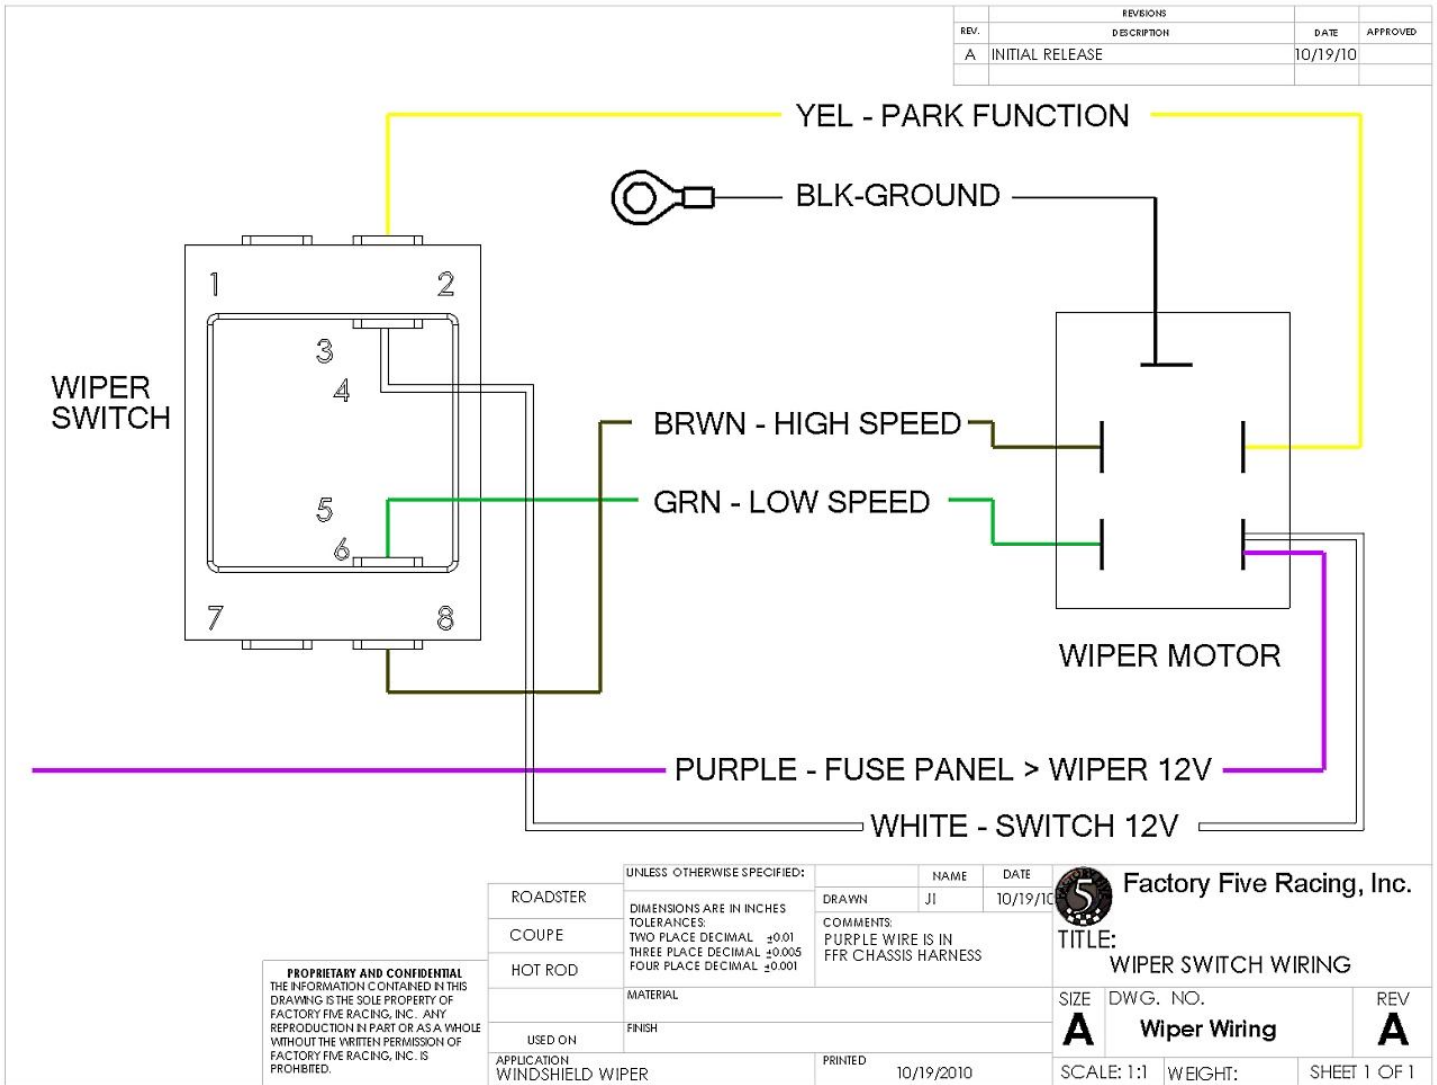 REVISIONS
REV. DESCRIPTION DATE APPROVED
A INITIAL RELEASE 10/19/10
YEL - PARK FUNCTION
BLK-GROUND
1 2
3
4
WIPER
SWITCH
BRWN - HIGH SPEED
GRN - LOW SPEED
5
6
7 8
WIPER MOTOR
PURPLE - FUSE PANEL > WIPER 12V
WHITE - SWITCH 12V
PROPRIETARY AND CONFIDENTIAL
THE INFORMATION CONTAINED IN THIS
DRAWING IS THE SOLE PROPERTY OF
FACTORY FIVE RACING, INC. ANY
REPRODUCTION IN PART OR AS A WHOLE
WITHOUT THE WRITTEN PERMISSION OF
FACTORY FIVE RACING, INC. IS
PROHIBITED.
ROADSTER
COUPE
HOT ROD
USED ON
APPLICATION
WINDSHIELD WIPER
UNLESS OTHERWISE SPECIFIED:
DIMENSIONS ARE IN INCHES
TOLERANCES:
TWO PLACE DECIMAL ±0.01
THREE PLACE DECIMAL ±0.005
FOUR PLACE DECIMAL ±0.001
MATERIAL
FINISH
NAME DATE
DRAWN JI 10/19/10
COMMENTS:
PURPLE WIRE IS IN
FFR CHASSIS HARNESS
PRINTED
10/19/2010
FACTORY FIVE
5
Factory Five Racing, Inc.
TITLE:
WIPER SWITCH WIRING
SIZE DWG. NO. REV
A Wiper Wiring A
SCALE: 1:1 WEIGHT: SHEET 1 OF 1